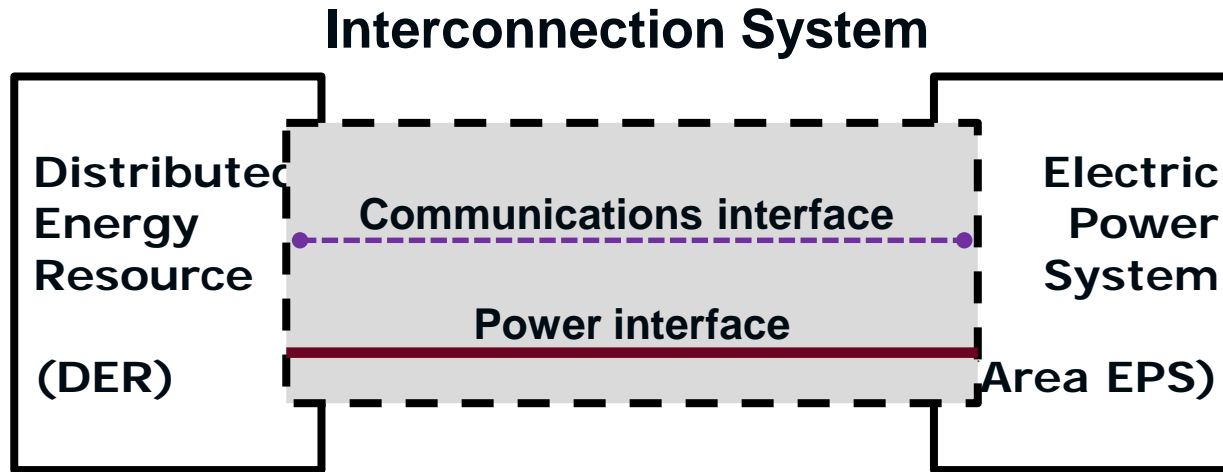 Interconnection System
Distributed
Energy
Resource
(DER)
Communications interface
Power interface
Electric
Power
System
Area EPS)